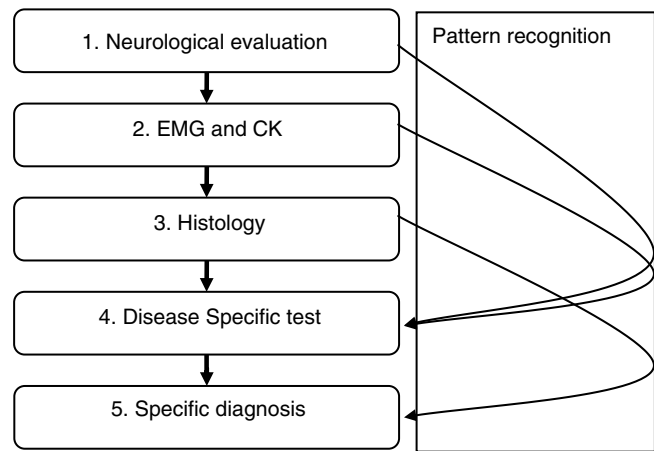 1. Neurological evaluation
Pattern recognition
2. EMG and CK
3. Histology
4. Disease Specific test
5. Specific diagnosis